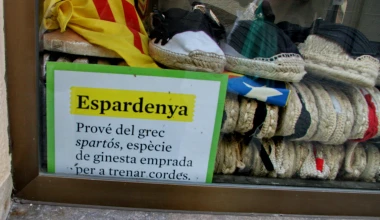 Espardenya
Prové del grec
spartós, espècie
de ginesta emprada
per a trenar cordes.